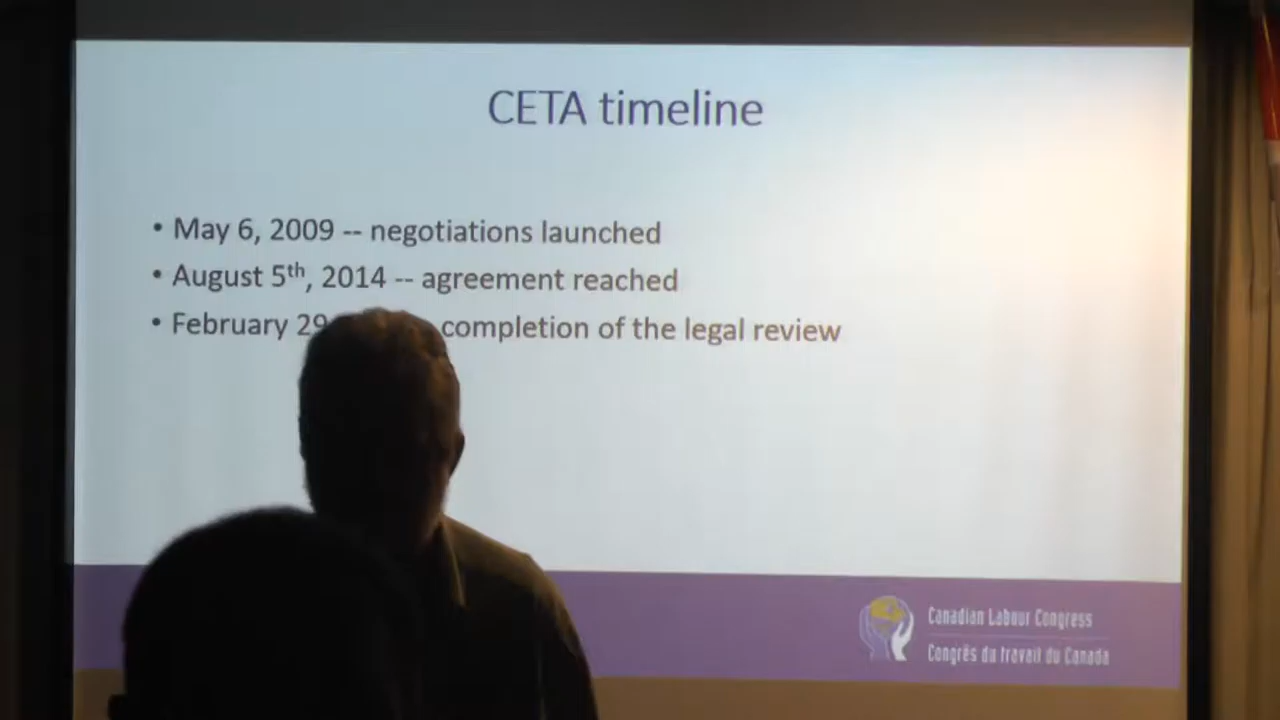 CETA timeline
• May 6, 2009 -- negotiations launched
• August 5th, 2014 -- agreement reached
• February 29 completion of the legal review
Canadian Labour Congress
Congrès du travail du Canada